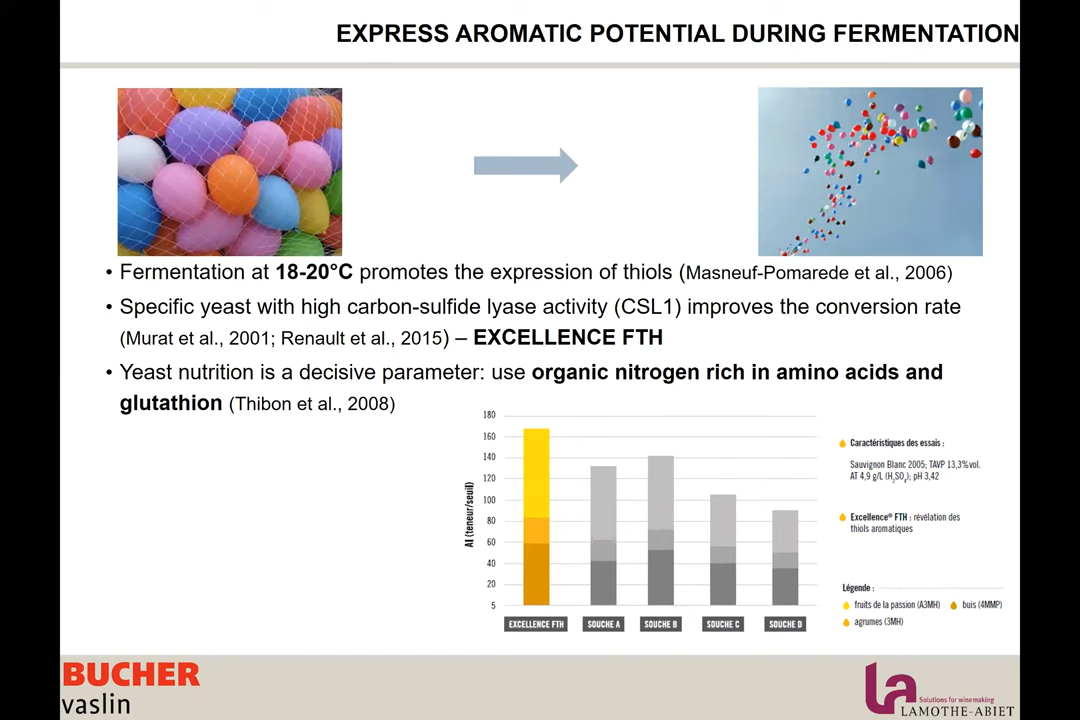 EXPRESS AROMATIC POTENTIAL DURING FERMENTATION
• Fermentation at 18-20°C promotes the expression of thiols (Masneuf-Pomarede et al., 2006)
• Specific yeast with high carbon-sulfide lyase activity (CSL1) improves the conversion rate
(Murat et al., 2001; Renault et al., 2015) – EXCELLENCE FTH
• Yeast nutrition is a decisive parameter: use organic nitrogen rich in amino acids and
glutathion (Thibon et al., 2008)
AI (teneur/seuil)
180
160
140
120
100
80
60
40
20
5
EXCELLENCE FTH
SOUCHE A
SOUCHE B
SOUCHE C
SOUCHE D
Caractéristiques des essais :
Sauvignon Blanc 2005; TAVP 13,3%vol.
AT 4,9 g/L (H₂SO₄); pH 3,42
Excellence® FTH : révélation des
thiols aromatiques
Légende :
fruits de la passion (A3MH) buis (4MMP)
agrumes (3MH)
BUCHER
vaslin
la
Solutions for winemaking
LAMOTHE-ABIET